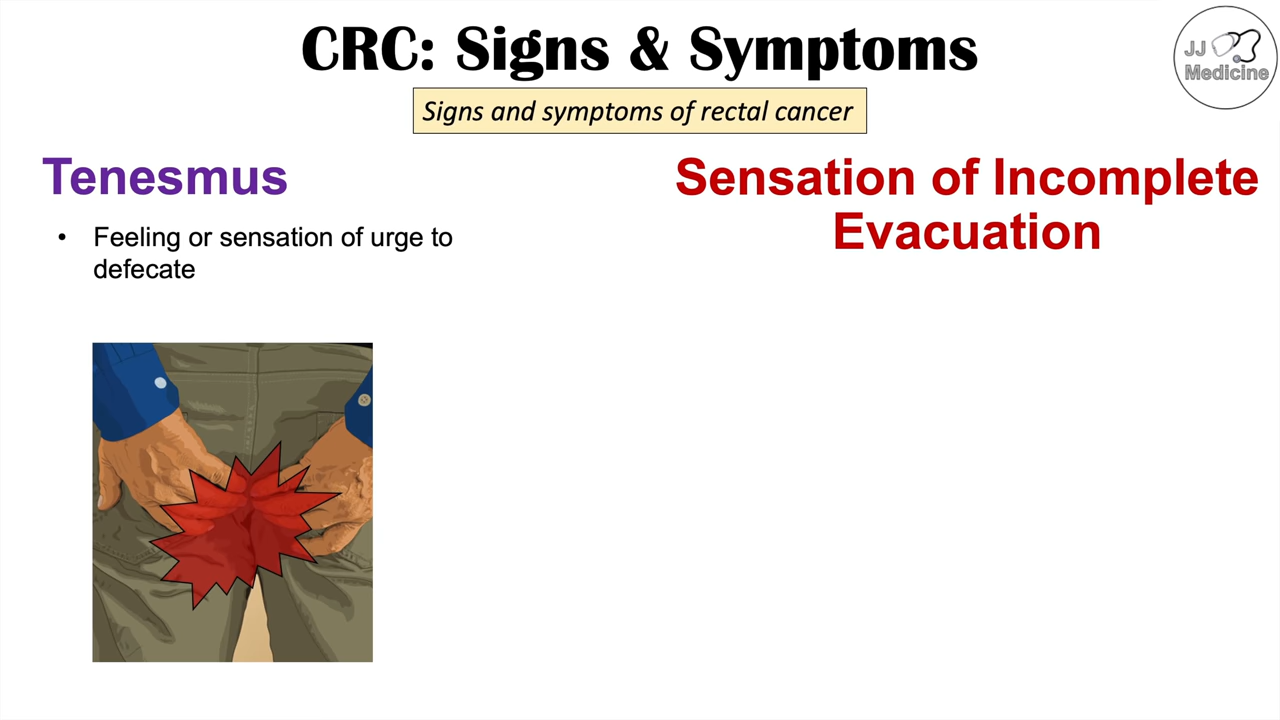 CRC: Signs & Symptoms
JJ
Medicine
Signs and symptoms of rectal cancer
Tenesmus
• Feeling or sensation of urge to
defecate
Sensation of Incomplete
Evacuation